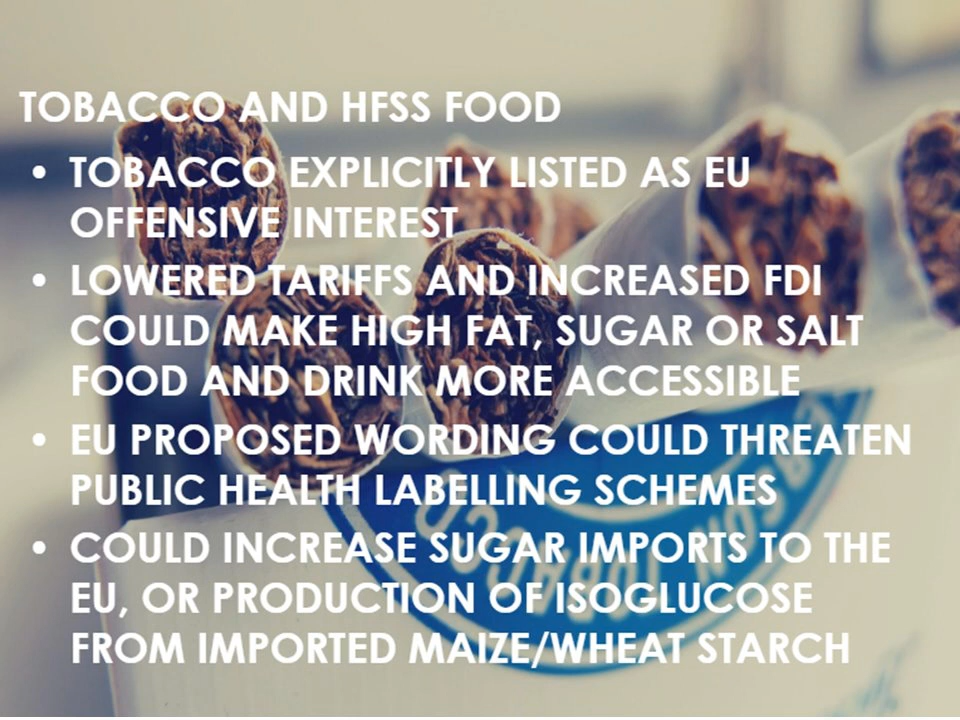 TOBACCO AND HFSS FOOD
• TOBACCO EXPLICITLY LISTED AS EU
OFFENSIVE INTEREST
• LOWERED TARIFFS AND INCREASED FDI
COULD MAKE HIGH FAT, SUGAR OR SALT
FOOD AND DRINK MORE ACCESSIBLE
• EU PROPOSED WORDING COULD THREATEN
PUBLIC HEALTH LABELLING SCHEMES
• COULD INCREASE SUGAR IMPORTS TO THE
EU, OR PRODUCTION OF ISOGLUCOSE
FROM IMPORTED MAIZE/WHEAT STARCH